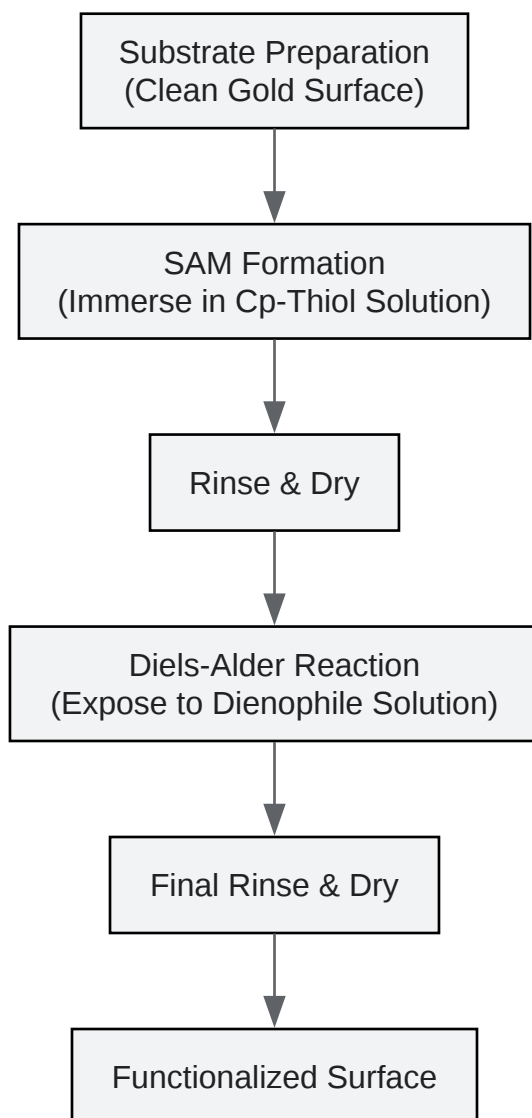 Substrate Preparation
(Clean Gold Surface)
SAM Formation
(Immerse in Cp-Thiol Solution)
Rinse & Dry
Diels-Alder Reaction
(Expose to Dienophile Solution)
Final Rinse & Dry
Functionalized Surface